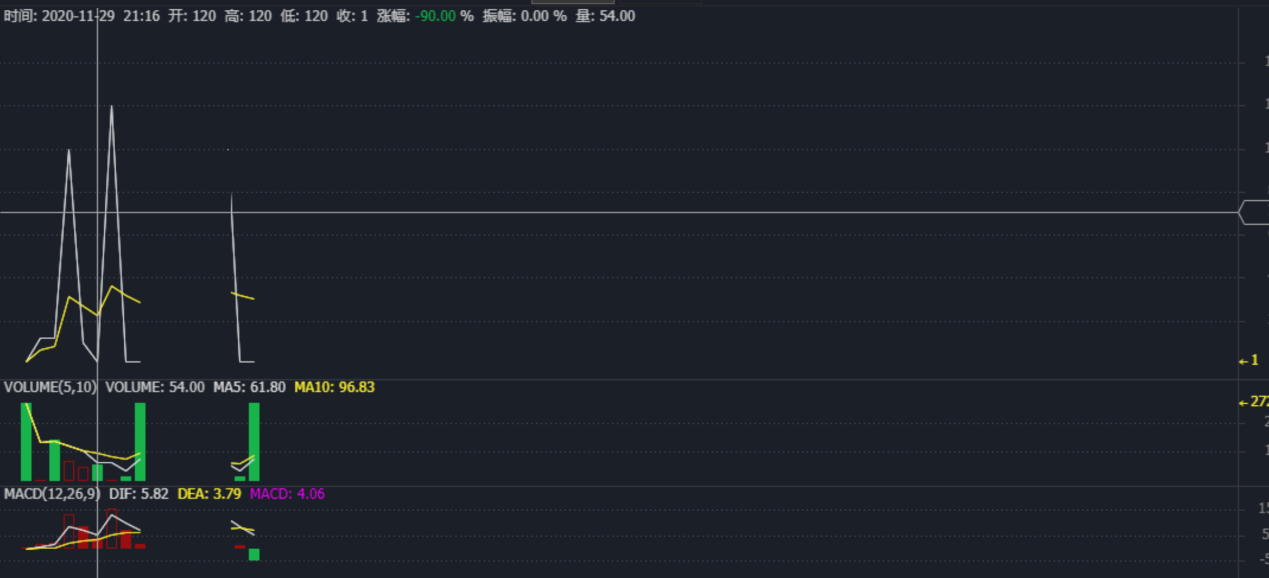 时间: 2020-11-29 21:16 开: 120 高: 120 低: 120 收: 1 涨幅: -90.00 % 振幅: 0.00 % 量: 54.00
←1
VOLUME(5,10) VOLUME: 54.00 MA5: 61.80 MA10: 96.83
←272
MACD(12,26,9) DIF: 5.82 DEA: 3.79 MACD: 4.06